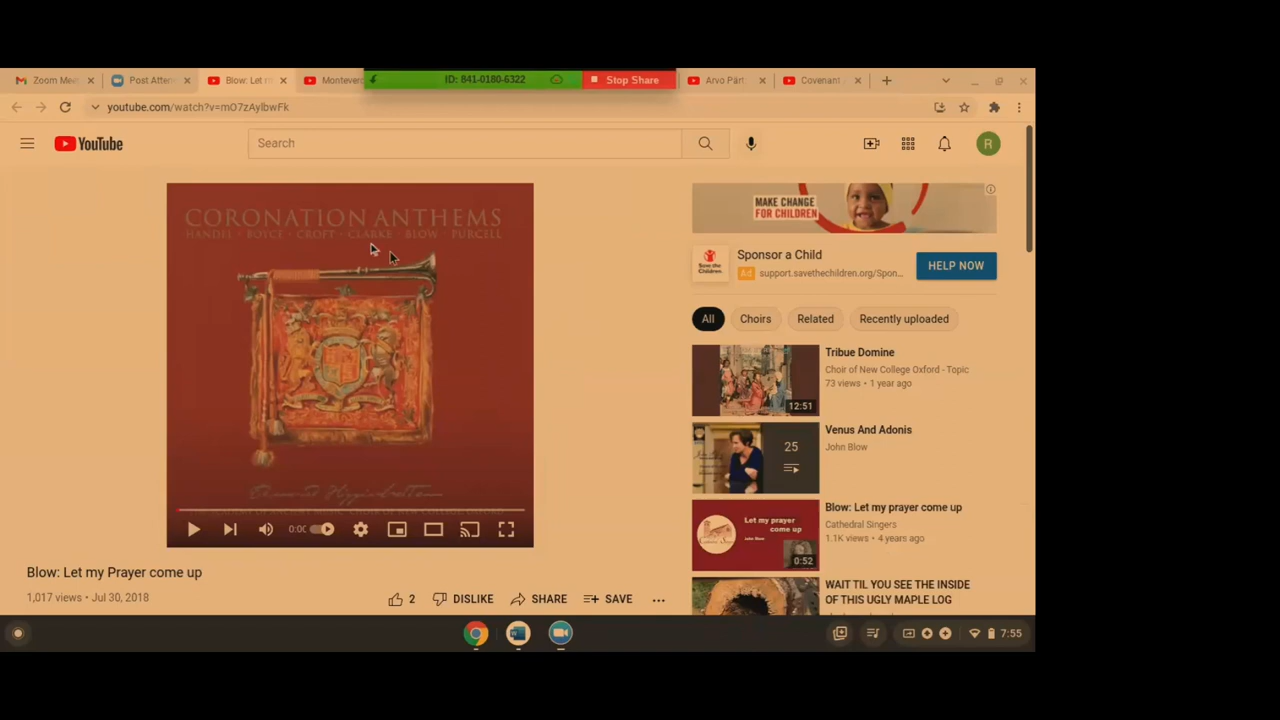 Zoom Mee
Post Atten
Blow: Let m
Montever
ID: 841-0180-6322
Stop Share
Arvo Pärt
Covenant
youtube.com/watch?v=mO7zAylbwFk
YouTube
Search
R
CORONATION ANTHEMS
HANDEL · BOYCE · CROFT · CLARKE · BLOW · PURCELL
0:00
Blow: Let my Prayer come up
1,017 views • Jul 30, 2018
2
DISLIKE
SHARE
SAVE
MAKE CHANGE
FOR CHILDREN
Save the
Children.
Sponsor a Child
Ad support.savethechildren.org/Spon...
HELP NOW
All
Choirs
Related
Recently uploaded
12:51
Tribue Domine
Choir of New College Oxford - Topic
73 views • 1 year ago
25
Venus And Adonis
John Blow
Let my prayer
come up
John Blow
0:52
Blow: Let my prayer come up
Cathedral Singers
1.1K views • 4 years ago
WAIT TIL YOU SEE THE INSIDE
OF THIS UGLY MAPLE LOG
7:55